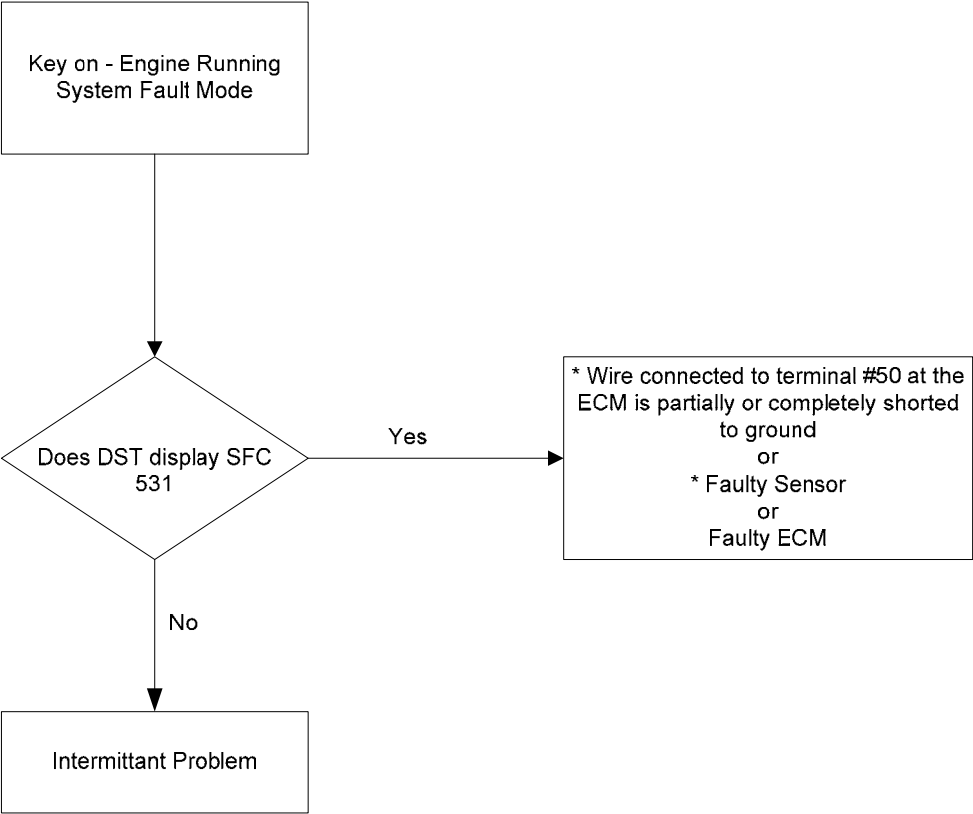 Key on - Engine Running
System Fault Mode
Does DST display SFC
531
Yes
* Wire connected to terminal #50 at the
ECM is partially or completely shorted
to ground
or
* Faulty Sensor
or
Faulty ECM
No
Intermittant Problem